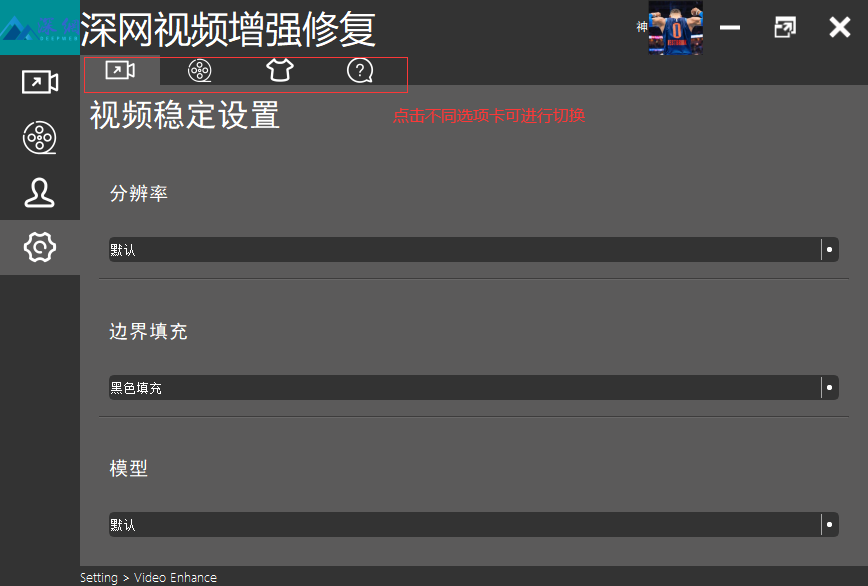 深网视频增强修复
神
视频稳定设置
点击不同选项卡可进行切换
分辨率
默认
边界填充
黑色填充
模型
默认
Setting > Video Enhance